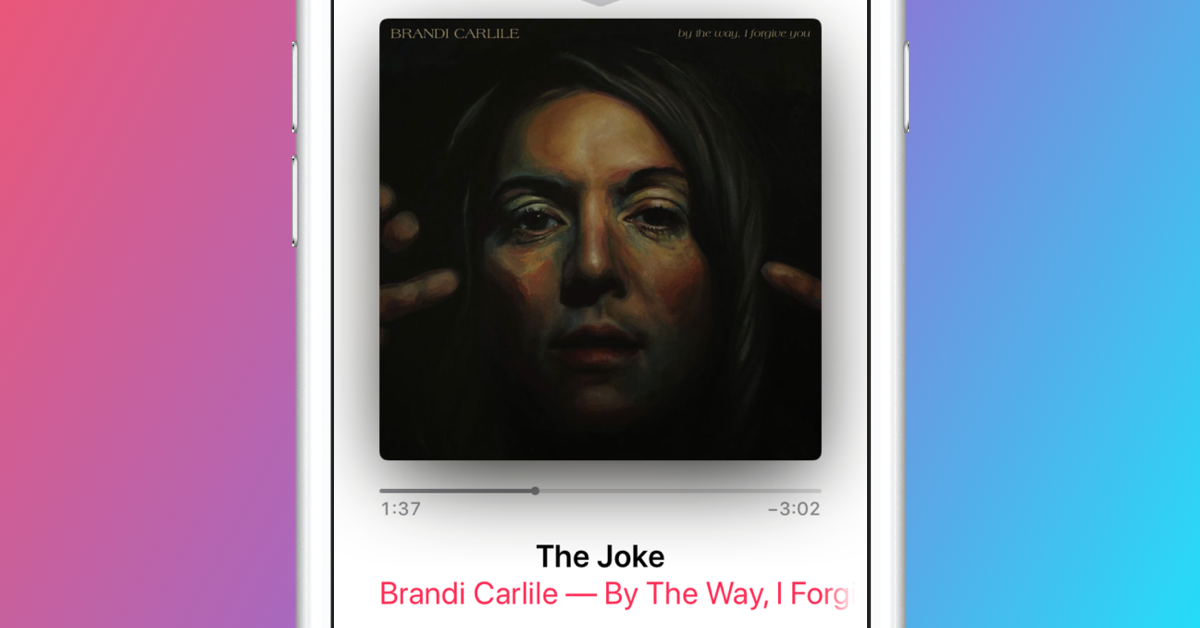 BRANDI CARLILE
by the way, I forgive you
1:37
-3:02
The Joke
Brandi Carlile — By The Way, I Forg